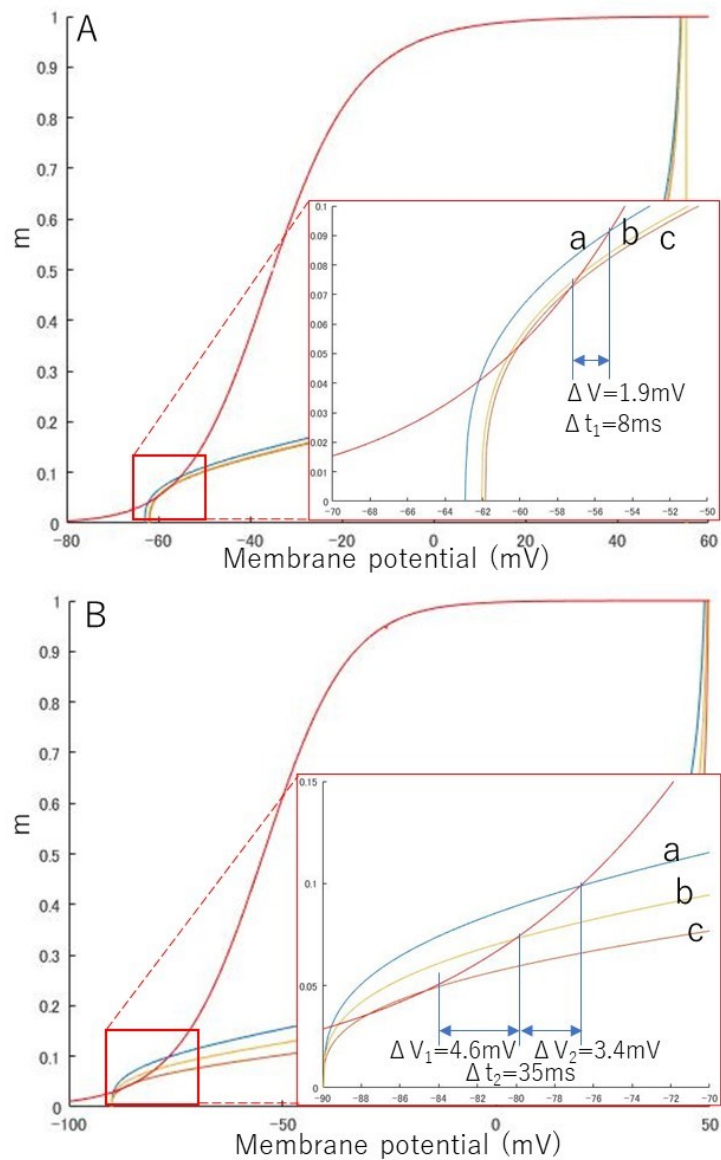 A
1
0.9
0.8
0.7
0.6
0.5
0.4
0.3
0.2
0.1
0
m
-80 -60 -40 -20 0 20 40 60
Membrane potential (mV)
0.1
0.09
0.08
0.07
0.06
0.05
0.04
0.03
0.02
0.01
0.00
-70 -68 -66 -64 -62 -60 -58 -56 -54 -52 -50
a b c
ΔV=1.9mV
Δt₁=8ms
B
1
0.9
0.8
0.7
0.6
0.5
0.4
0.3
0.2
0.1
0
m
-100 -50 0 50
Membrane potential (mV)
0.15
0.1
0.05
0
-90 -88 -86 -84 -82 -80 -78 -76 -74 -72 -70
a
b
c
ΔV₁=4.6mV ΔV₂=3.4mV
Δt₂=35ms